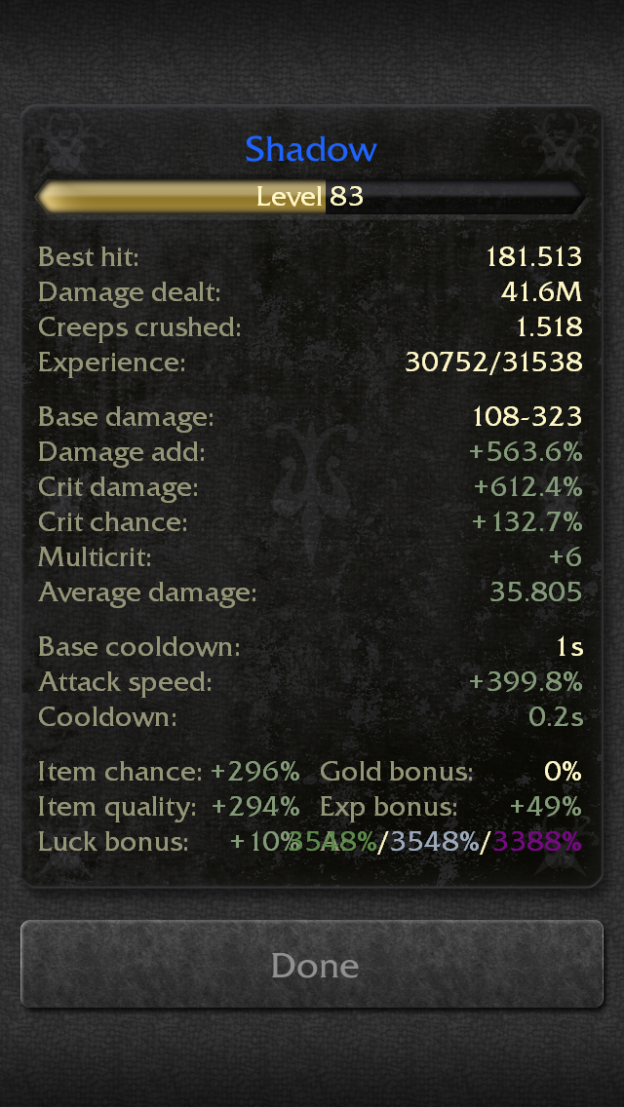 Shadow
Level 83
Best hit: 181.513
Damage dealt: 41.6M
Creeps crushed: 1.518
Experience: 30752/31538
Base damage: 108-323
Damage add: +563.6%
Crit damage: +612.4%
Crit chance: +132.7%
Multicrit: +6
Average damage: 35.805
Base cooldown: 1s
Attack speed: +399.8%
Cooldown: 0.2s
Item chance: +296% Gold bonus: 0%
Item quality: +294% Exp bonus: +49%
Luck bonus: +10% 3548%/3548%/3388%
Done